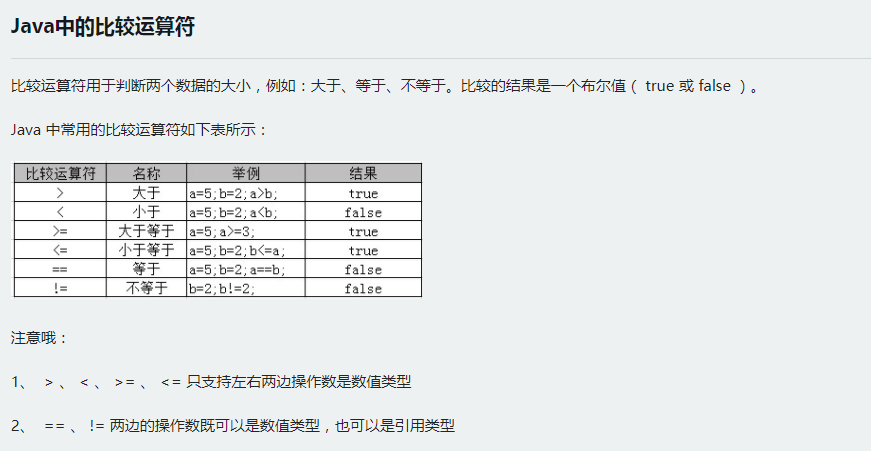 Java中的比较运算符
比较运算符用于判断两个数据的大小，例如：大于、等于、不等于。比较的结果是一个布尔值（ true 或 false ）。
Java 中常用的比较运算符如下表所示：
比较运算符 名称 举例 结果
> 大于 a=5;b=2;a>b; true
< 小于 a=5;b=2;a<b; false
>= 大于等于 a=5;a>=3; true
<= 小于等于 a=5;b=2;b<=a; true
== 等于 a=5;b=2;a==b; false
!= 不等于 b=2;b!=2; false
注意哦：
1、 > 、 < 、 >= 、 <= 只支持左右两边操作数是数值类型
2、 == 、 != 两边的操作数既可以是数值类型，也可以是引用类型